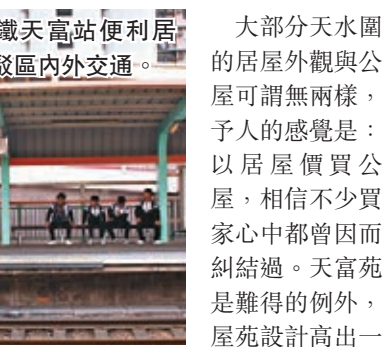 鐵天富站便利居
駁區內外交通。
大部分天水圍
的居屋外觀與公
屋可謂無兩樣，
予人的感覺是：
以居屋價買公
屋，相信不少買
家心中都曾因而
糾結過。天富苑
是難得的例外，
屋苑設計高出一